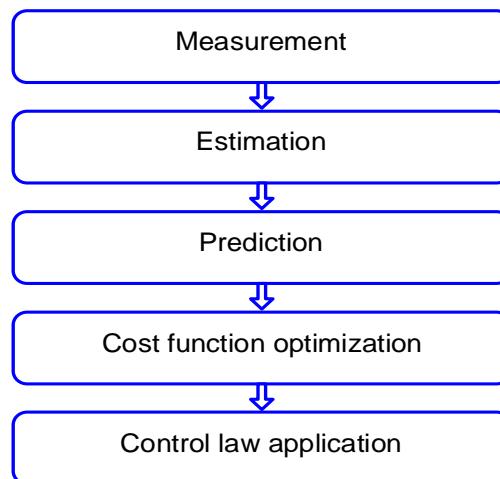 Measurement
Estimation
Prediction
Cost function optimization
Control law application